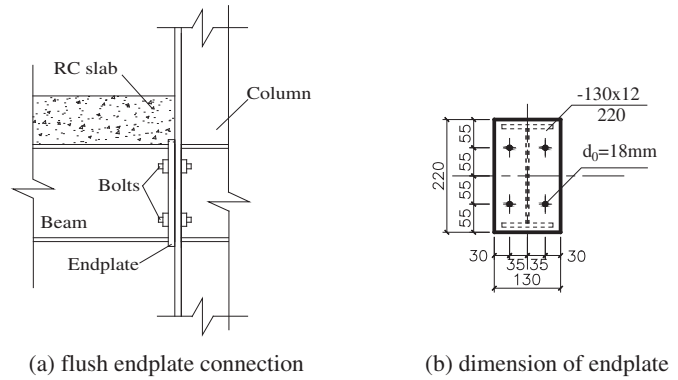 RC slab
Column
Bolts
Beam
Endplate
(a) flush endplate connection
-130x12
220
d₀=18mm
220
55
55
55
55
30
35
35
30
130
(b) dimension of endplate